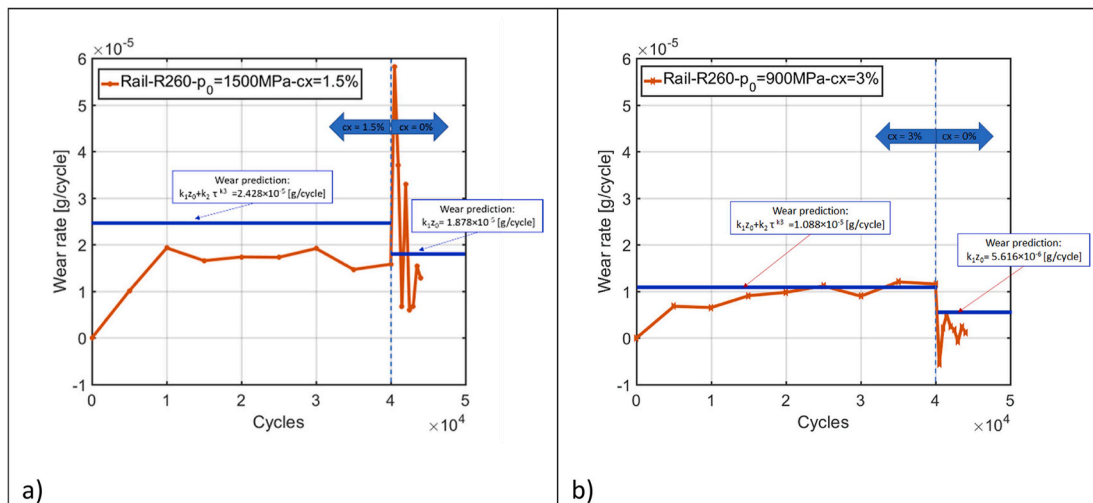 ×10⁻⁵
Rail-R260-p₀=1500MPa-cx=1.5%
cx = 1.5% cx = 0%
Wear prediction:
k₁z₀+k₂ τ ᵏ³ =2.428×10⁻⁵ [g/cycle]
Wear prediction:
k₁z₀= 1.878×10⁻⁵ [g/cycle]
Wear rate [g/cycle]
6
5
4
3
2
1
0
-1
0 1 2 3 4 5
Cycles
×10⁴
a)
×10⁻⁵
Rail-R260-p₀=900MPa-cx=3%
cx = 3% cx = 0%
Wear prediction:
k₁z₀+k₂ τ ᵏ³ =1.088×10⁻⁵ [g/cycle]
Wear prediction:
k₁z₀= 5.616×10⁻⁶ [g/cycle]
Wear rate [g/cycle]
6
5
4
3
2
1
0
-1
0 1 2 3 4 5
Cycles
×10⁴
b)